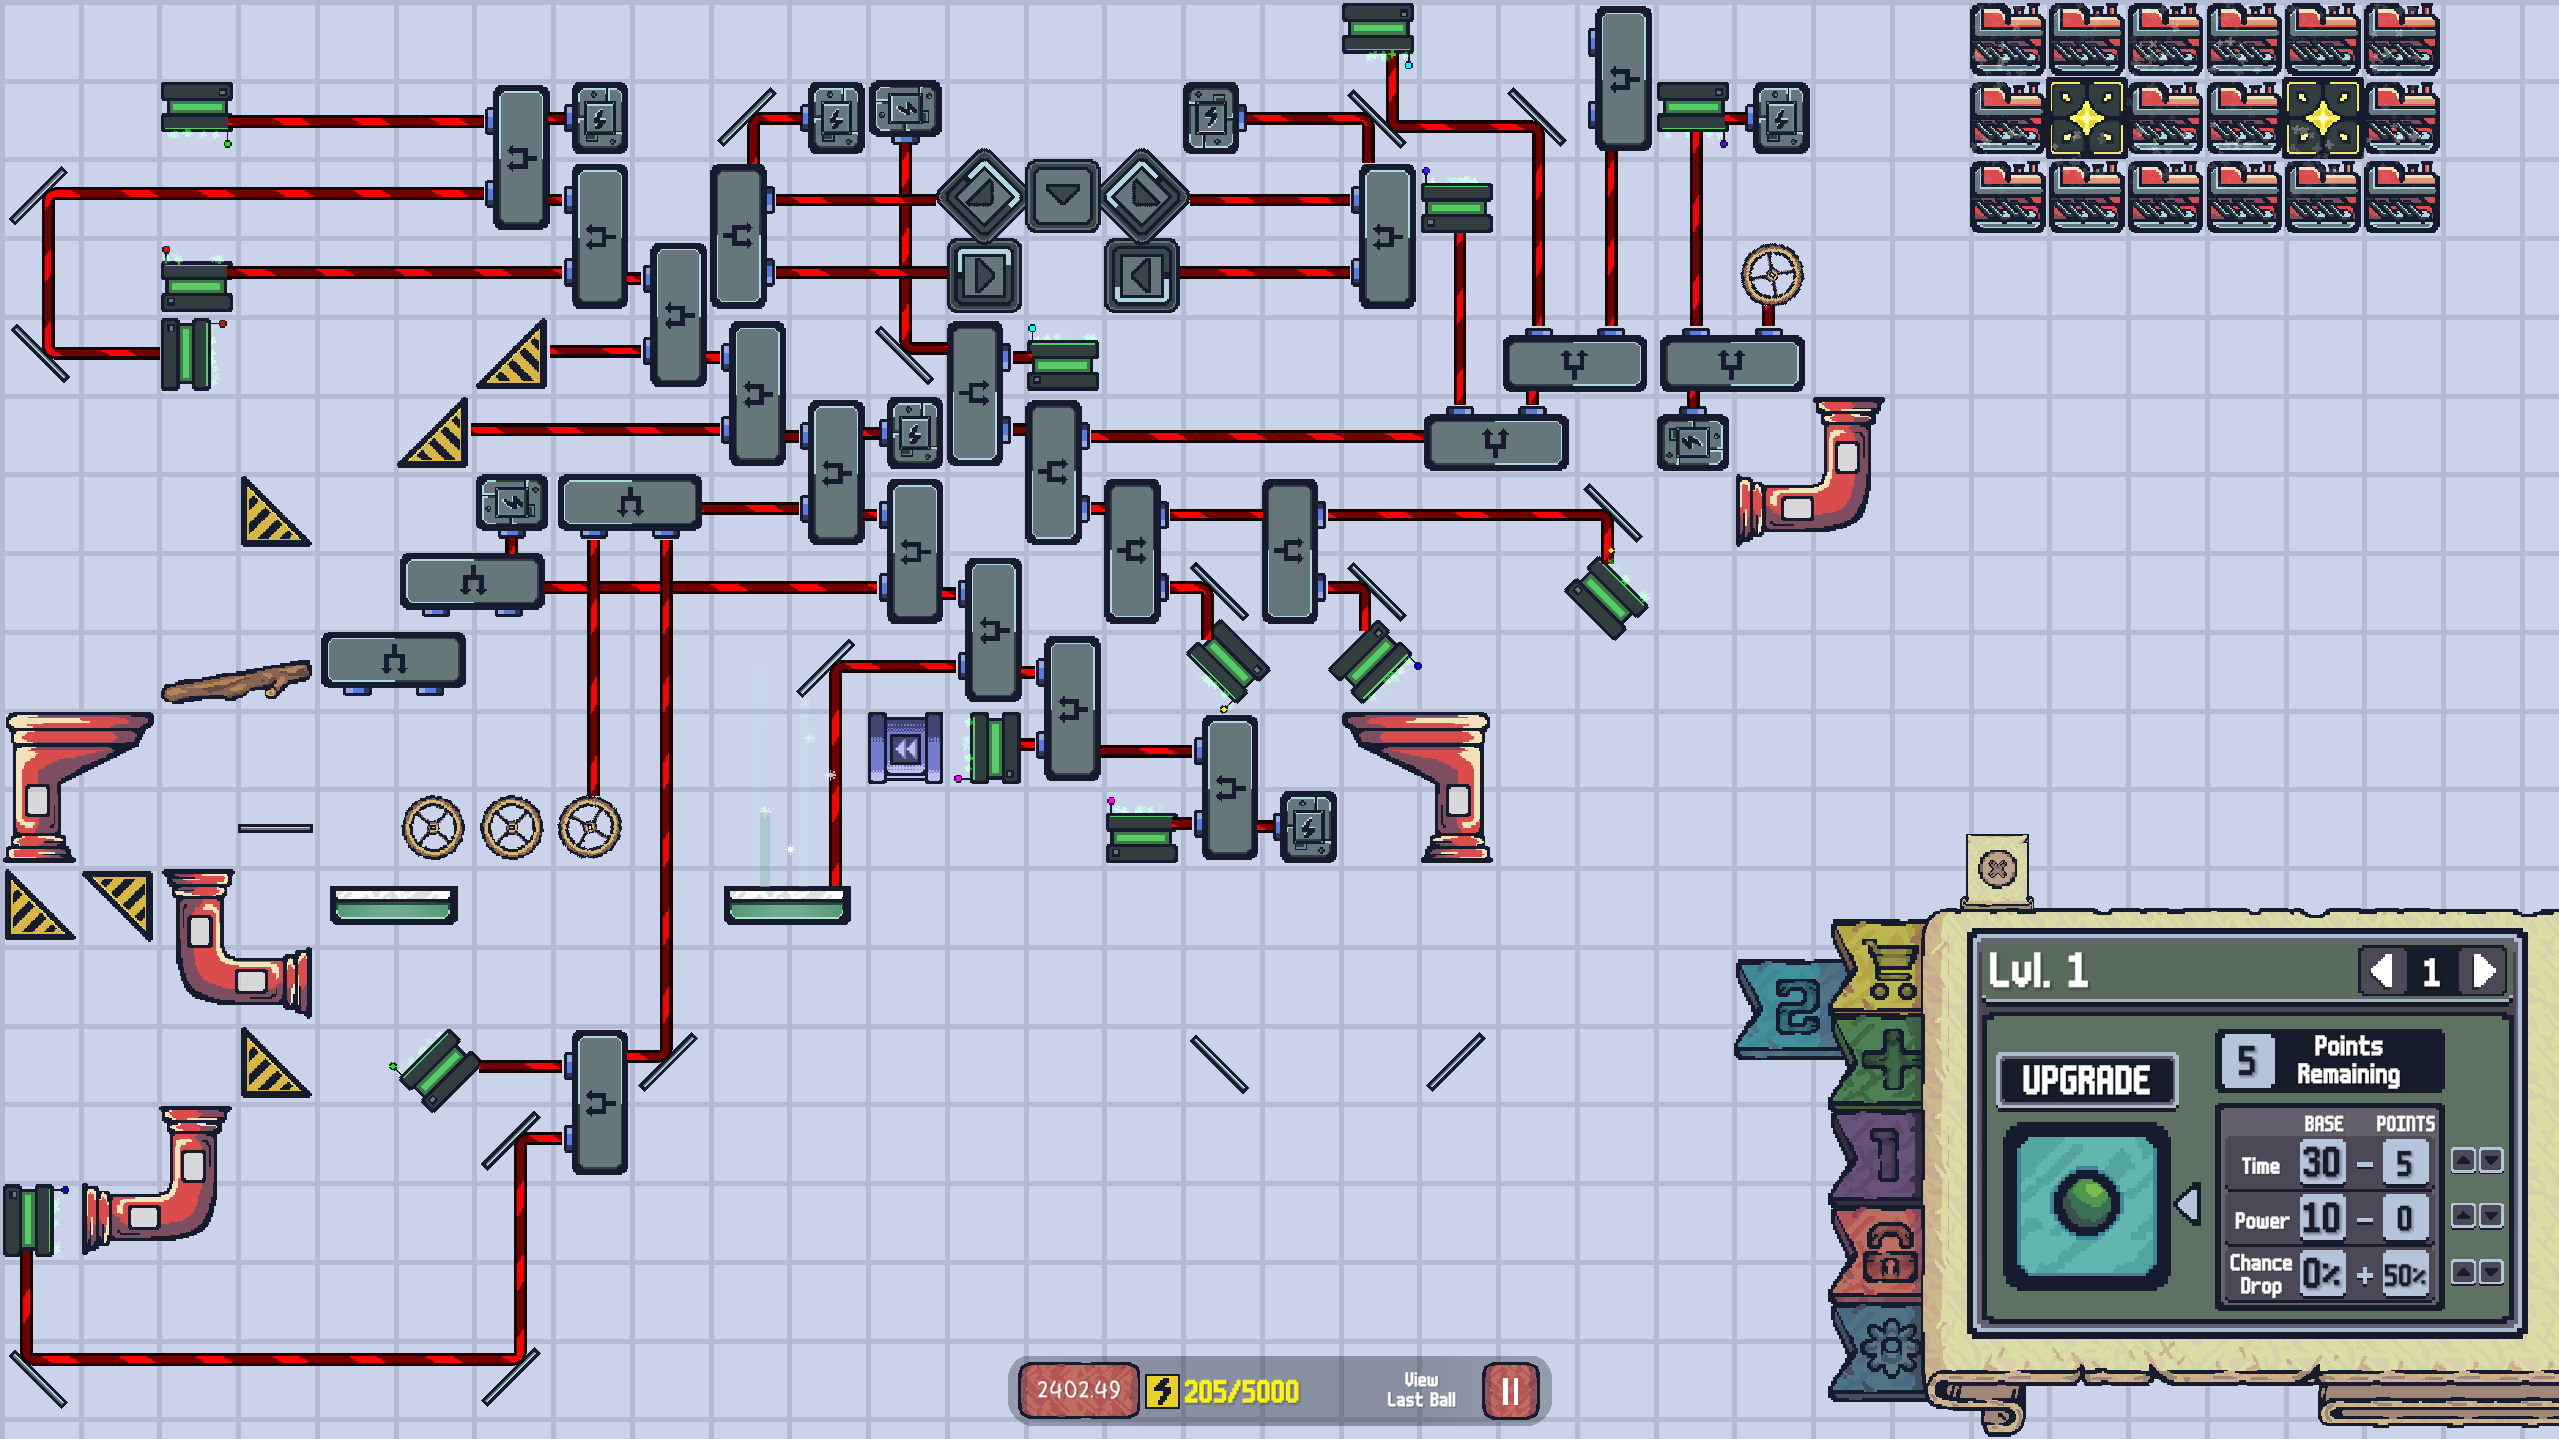 Lvl. 1
1
2
5
Points
Remaining
UPGRADE
BASE POINTS
Time 30 - 5
Power 10 - 0
Chance
Drop 0% + 50%
1
2402.49
205/5000
View
Last Ball